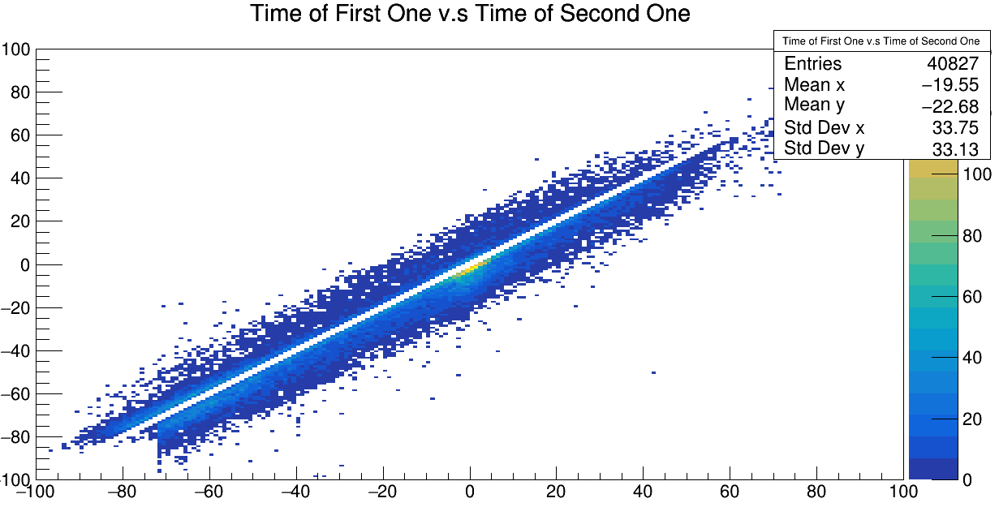 Time of First One v.s Time of Second One
Time of First One v.s Time of Second One
Entries 40827
Mean x −19.55
Mean y −22.68
Std Dev x 33.75
Std Dev y 33.13
100
80
60
40
20
0
−20
−40
−60
−80
−100
−100 −80 −60 −40 −20 0 20 40 60 80 100
100
80
60
40
20
0